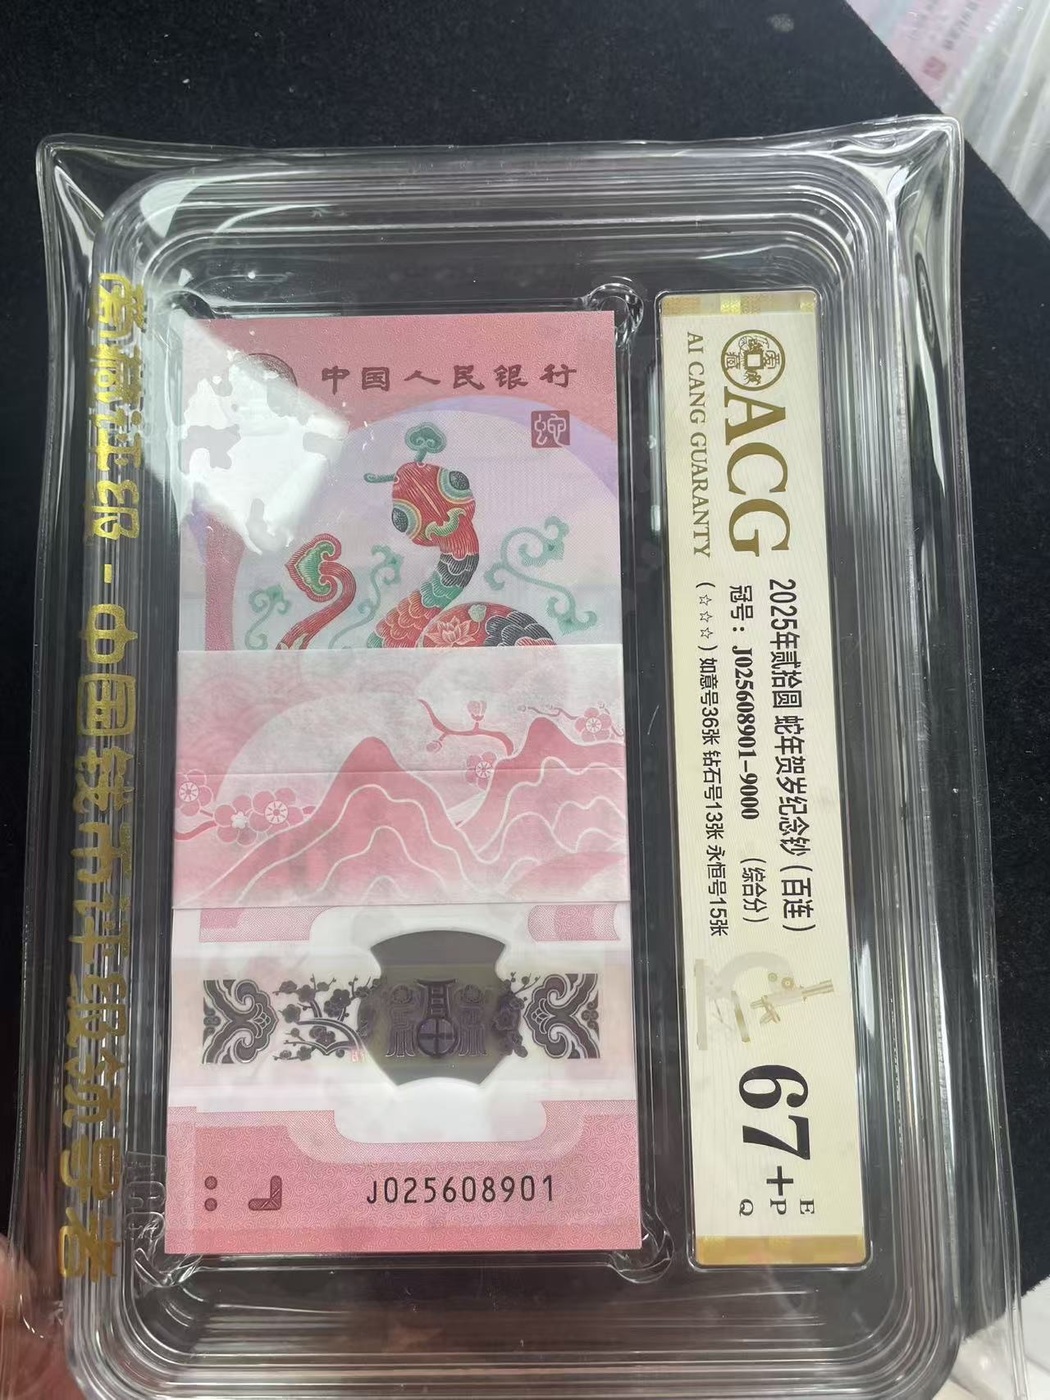 中国人民银行
蛇
J025608901
ACG
AI CANG GUARANTY
2025年贰拾圆 蛇年贺岁纪念钞（百连）
冠号：J025608901-9000 （综合分）
（☆☆☆）如意号36张 钻石号13张 永恒号15张
67+
E
P
Q
爱藏评级-中国钱币评级领导者